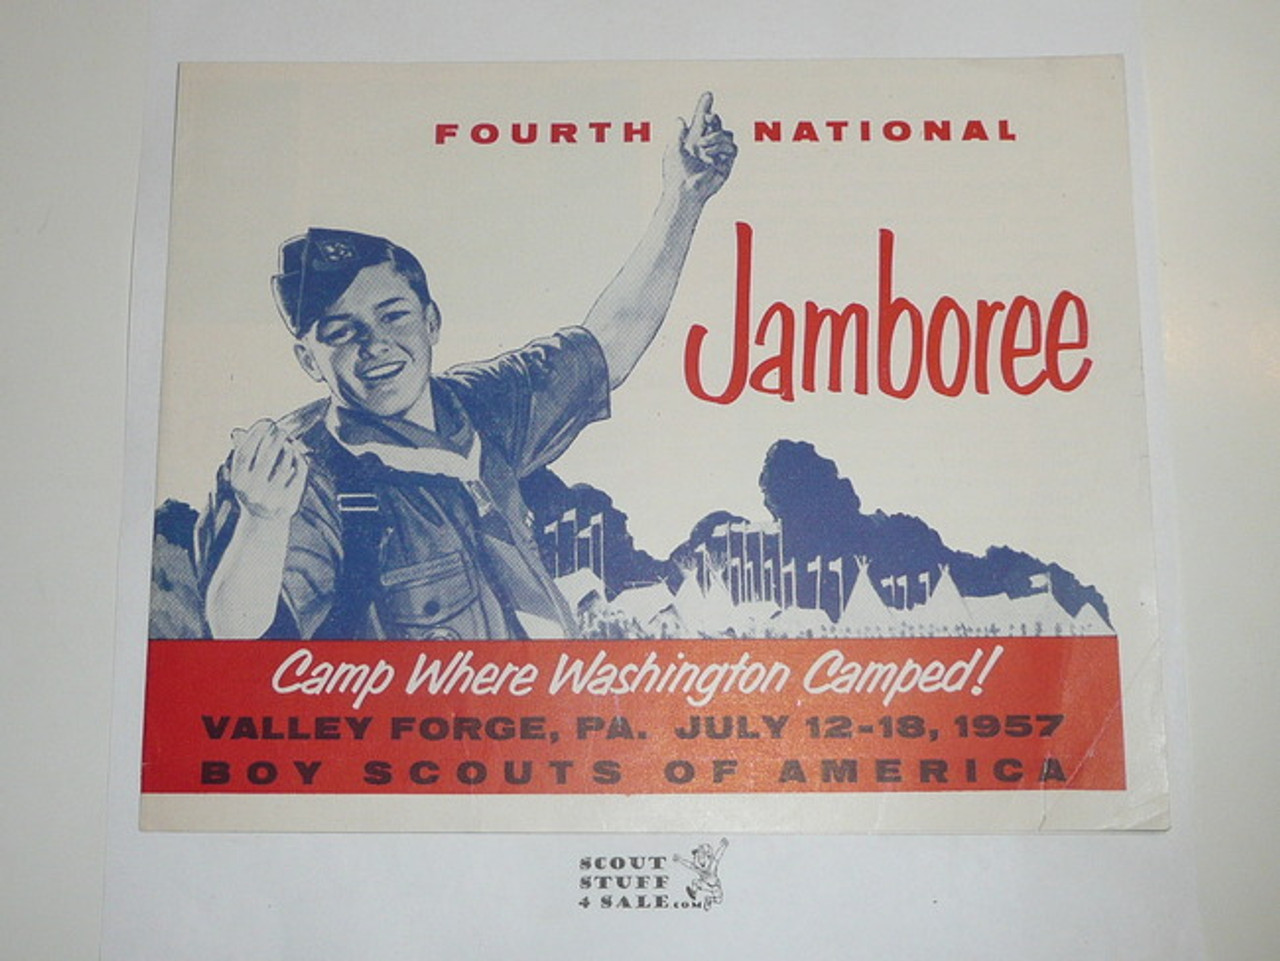 FOURTH NATIONAL
Jamboree
Camp Where Washington Camped!
VALLEY FORGE, PA. JULY 12-18, 1957
BOY SCOUTS OF AMERICA
SCOUT
STUFF
4 SALE.COM